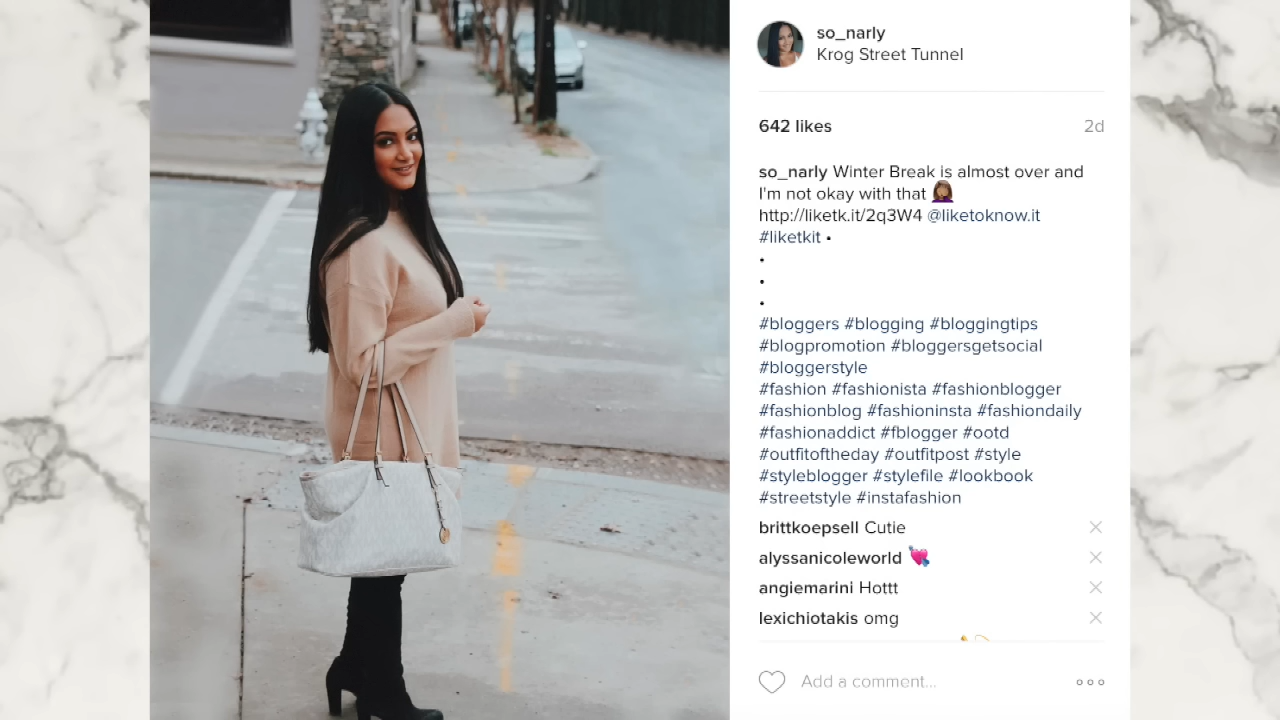 so_narly
Krog Street Tunnel
642 likes 2d
so_narly Winter Break is almost over and
I'm not okay with that 🤦🏾‍♀️
http://liketk.it/2q3W4 @liketoknow.it
#liketkit •
•
•
•
#bloggers #blogging #bloggingtips
#blogpromotion #bloggersgetsocial
#bloggerstyle
#fashion #fashionista #fashionblogger
#fashionblog #fashioninsta #fashiondaily
#fashionaddict #fblogger #ootd
#outfitoftheday #outfitpost #style
#styleblogger #stylefile #lookbook
#streetstyle #instafashion
brittkoepsell Cutie
alyssanicoleworld 💘
angiemarini Hottt
lexichiotakis omg
Add a comment...